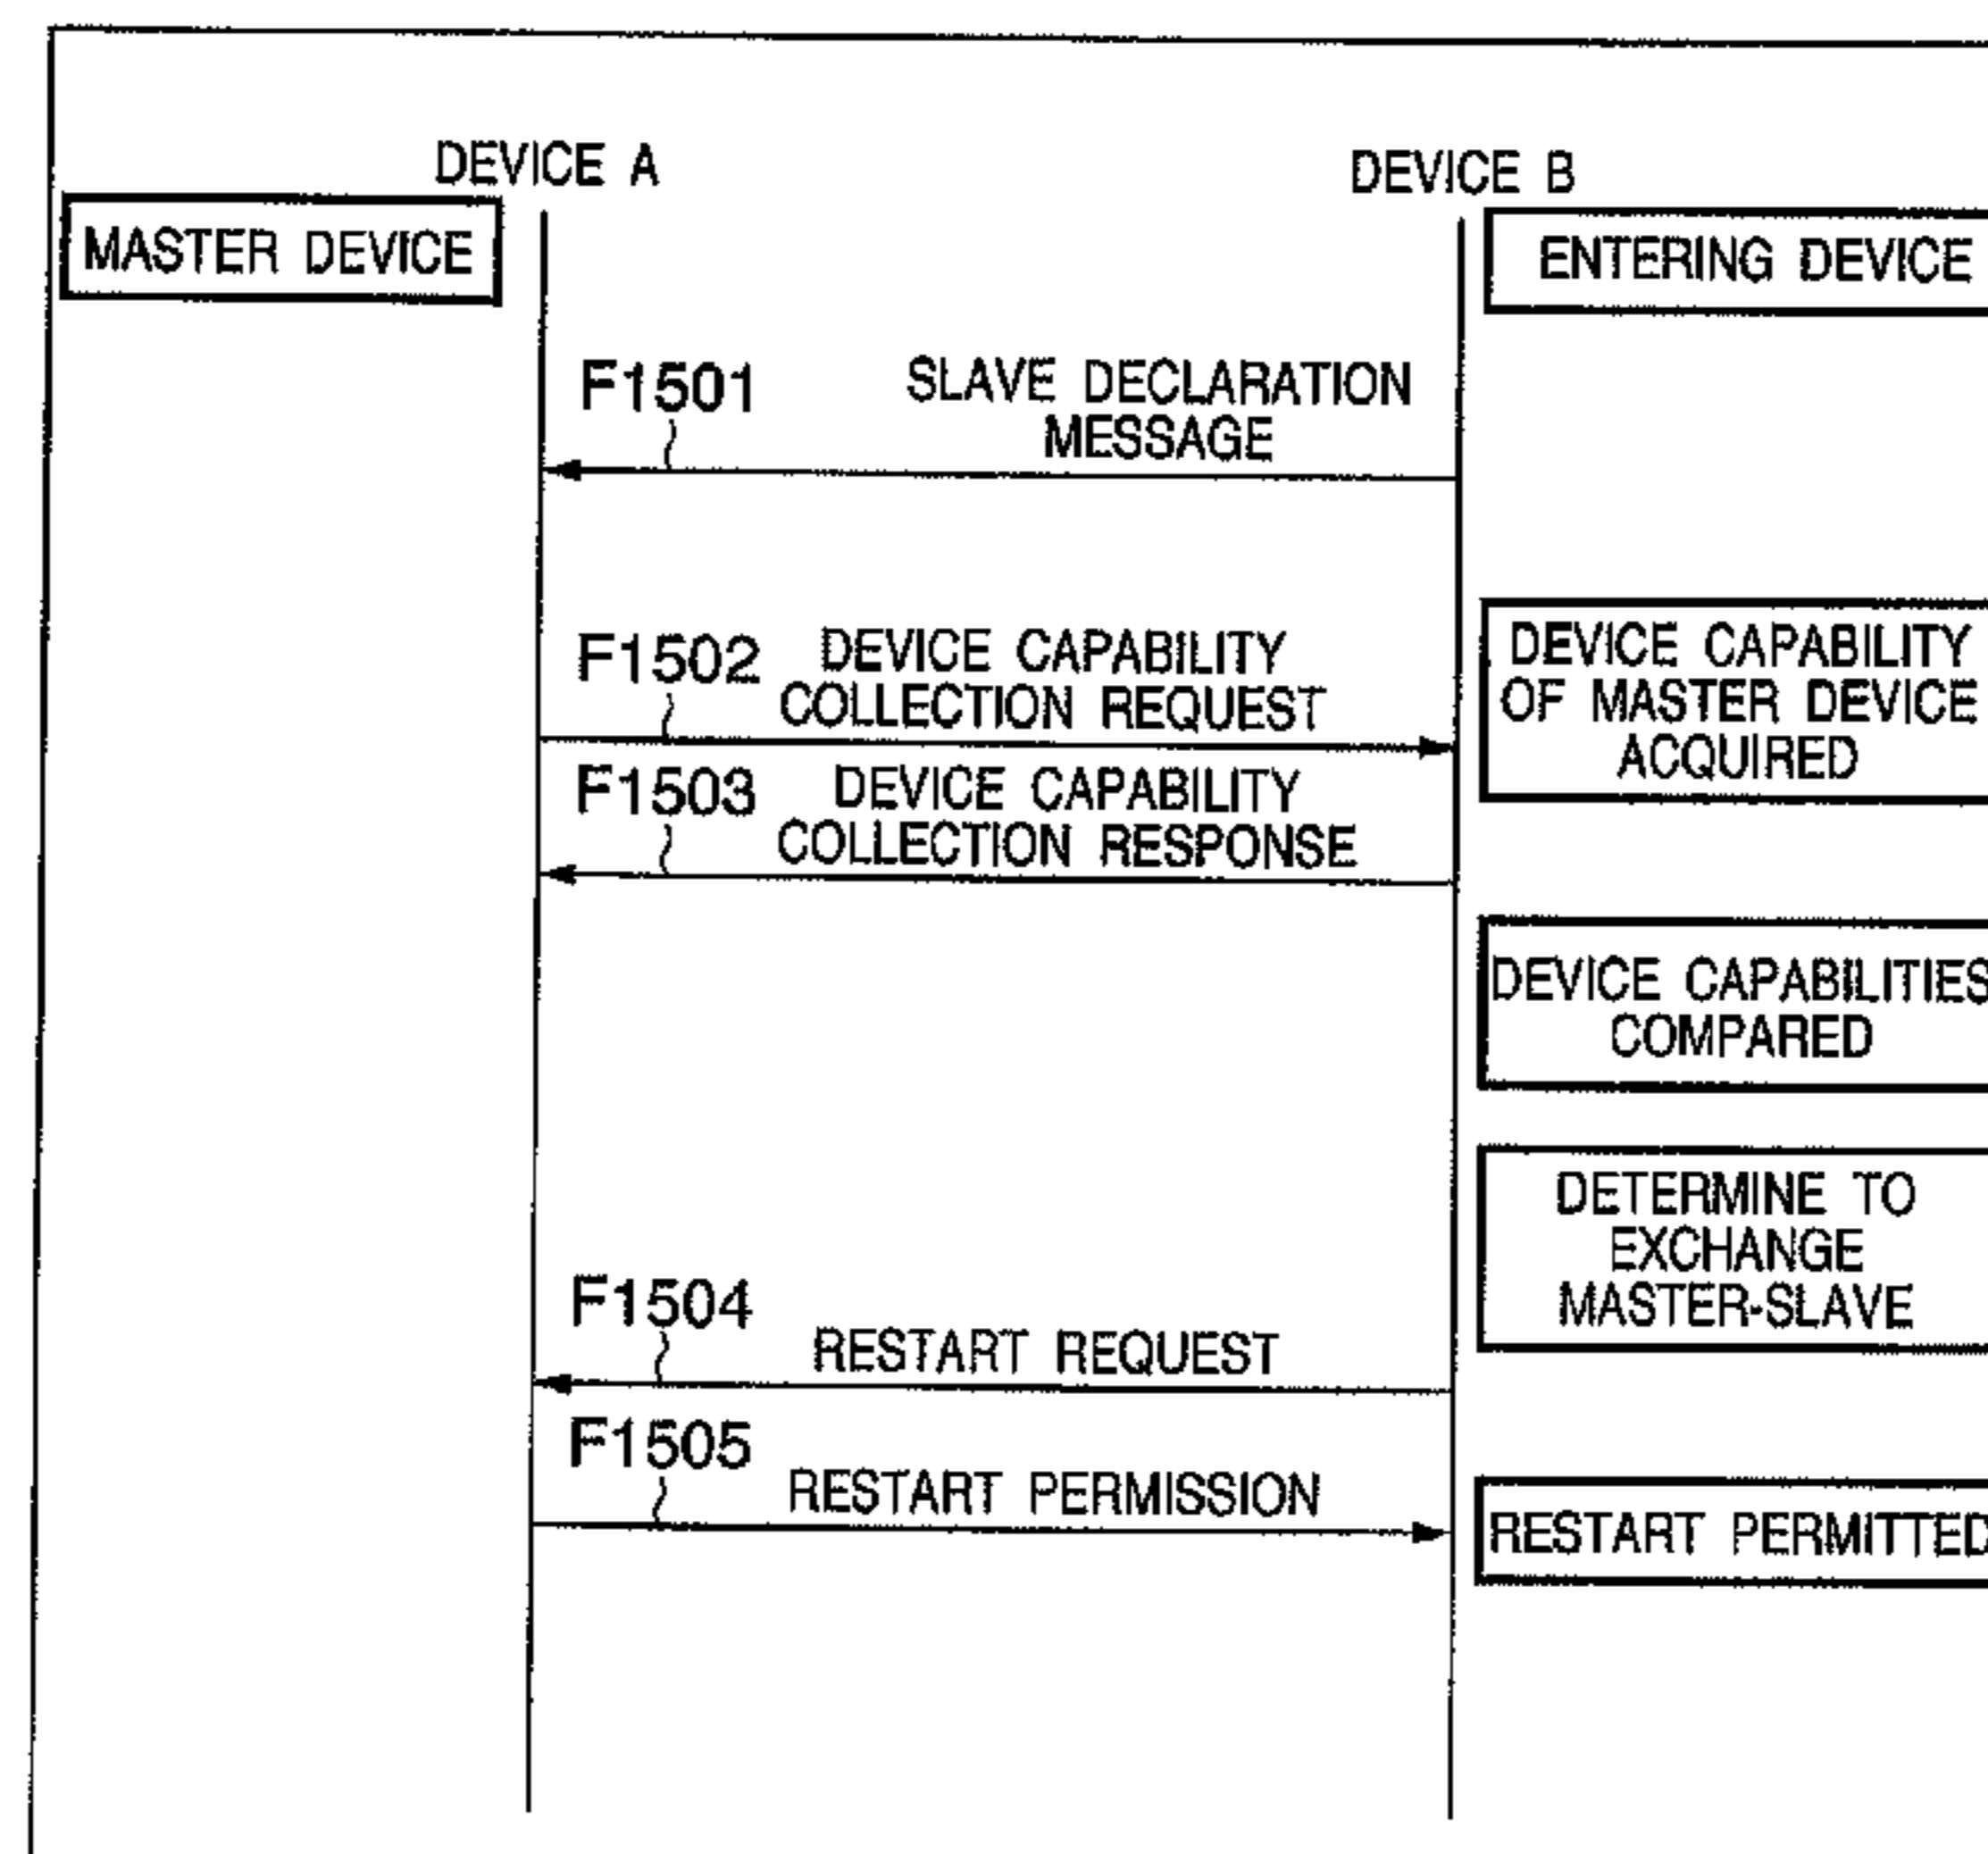 DEVICE A
DEVICE B
MASTER DEVICE
ENTERING DEVICE
F1501
SLAVE DECLARATION
MESSAGE
F1502
DEVICE CAPABILITY
COLLECTION REQUEST
DEVICE CAPABILITY
OF MASTER DEVICE
ACQUIRED
F1503
DEVICE CAPABILITY
COLLECTION RESPONSE
DEVICE CAPABILITIES
COMPARED
DETERMINE TO
EXCHANGE
MASTER-SLAVE
F1504
RESTART REQUEST
F1505
RESTART PERMISSION
RESTART PERMITTED